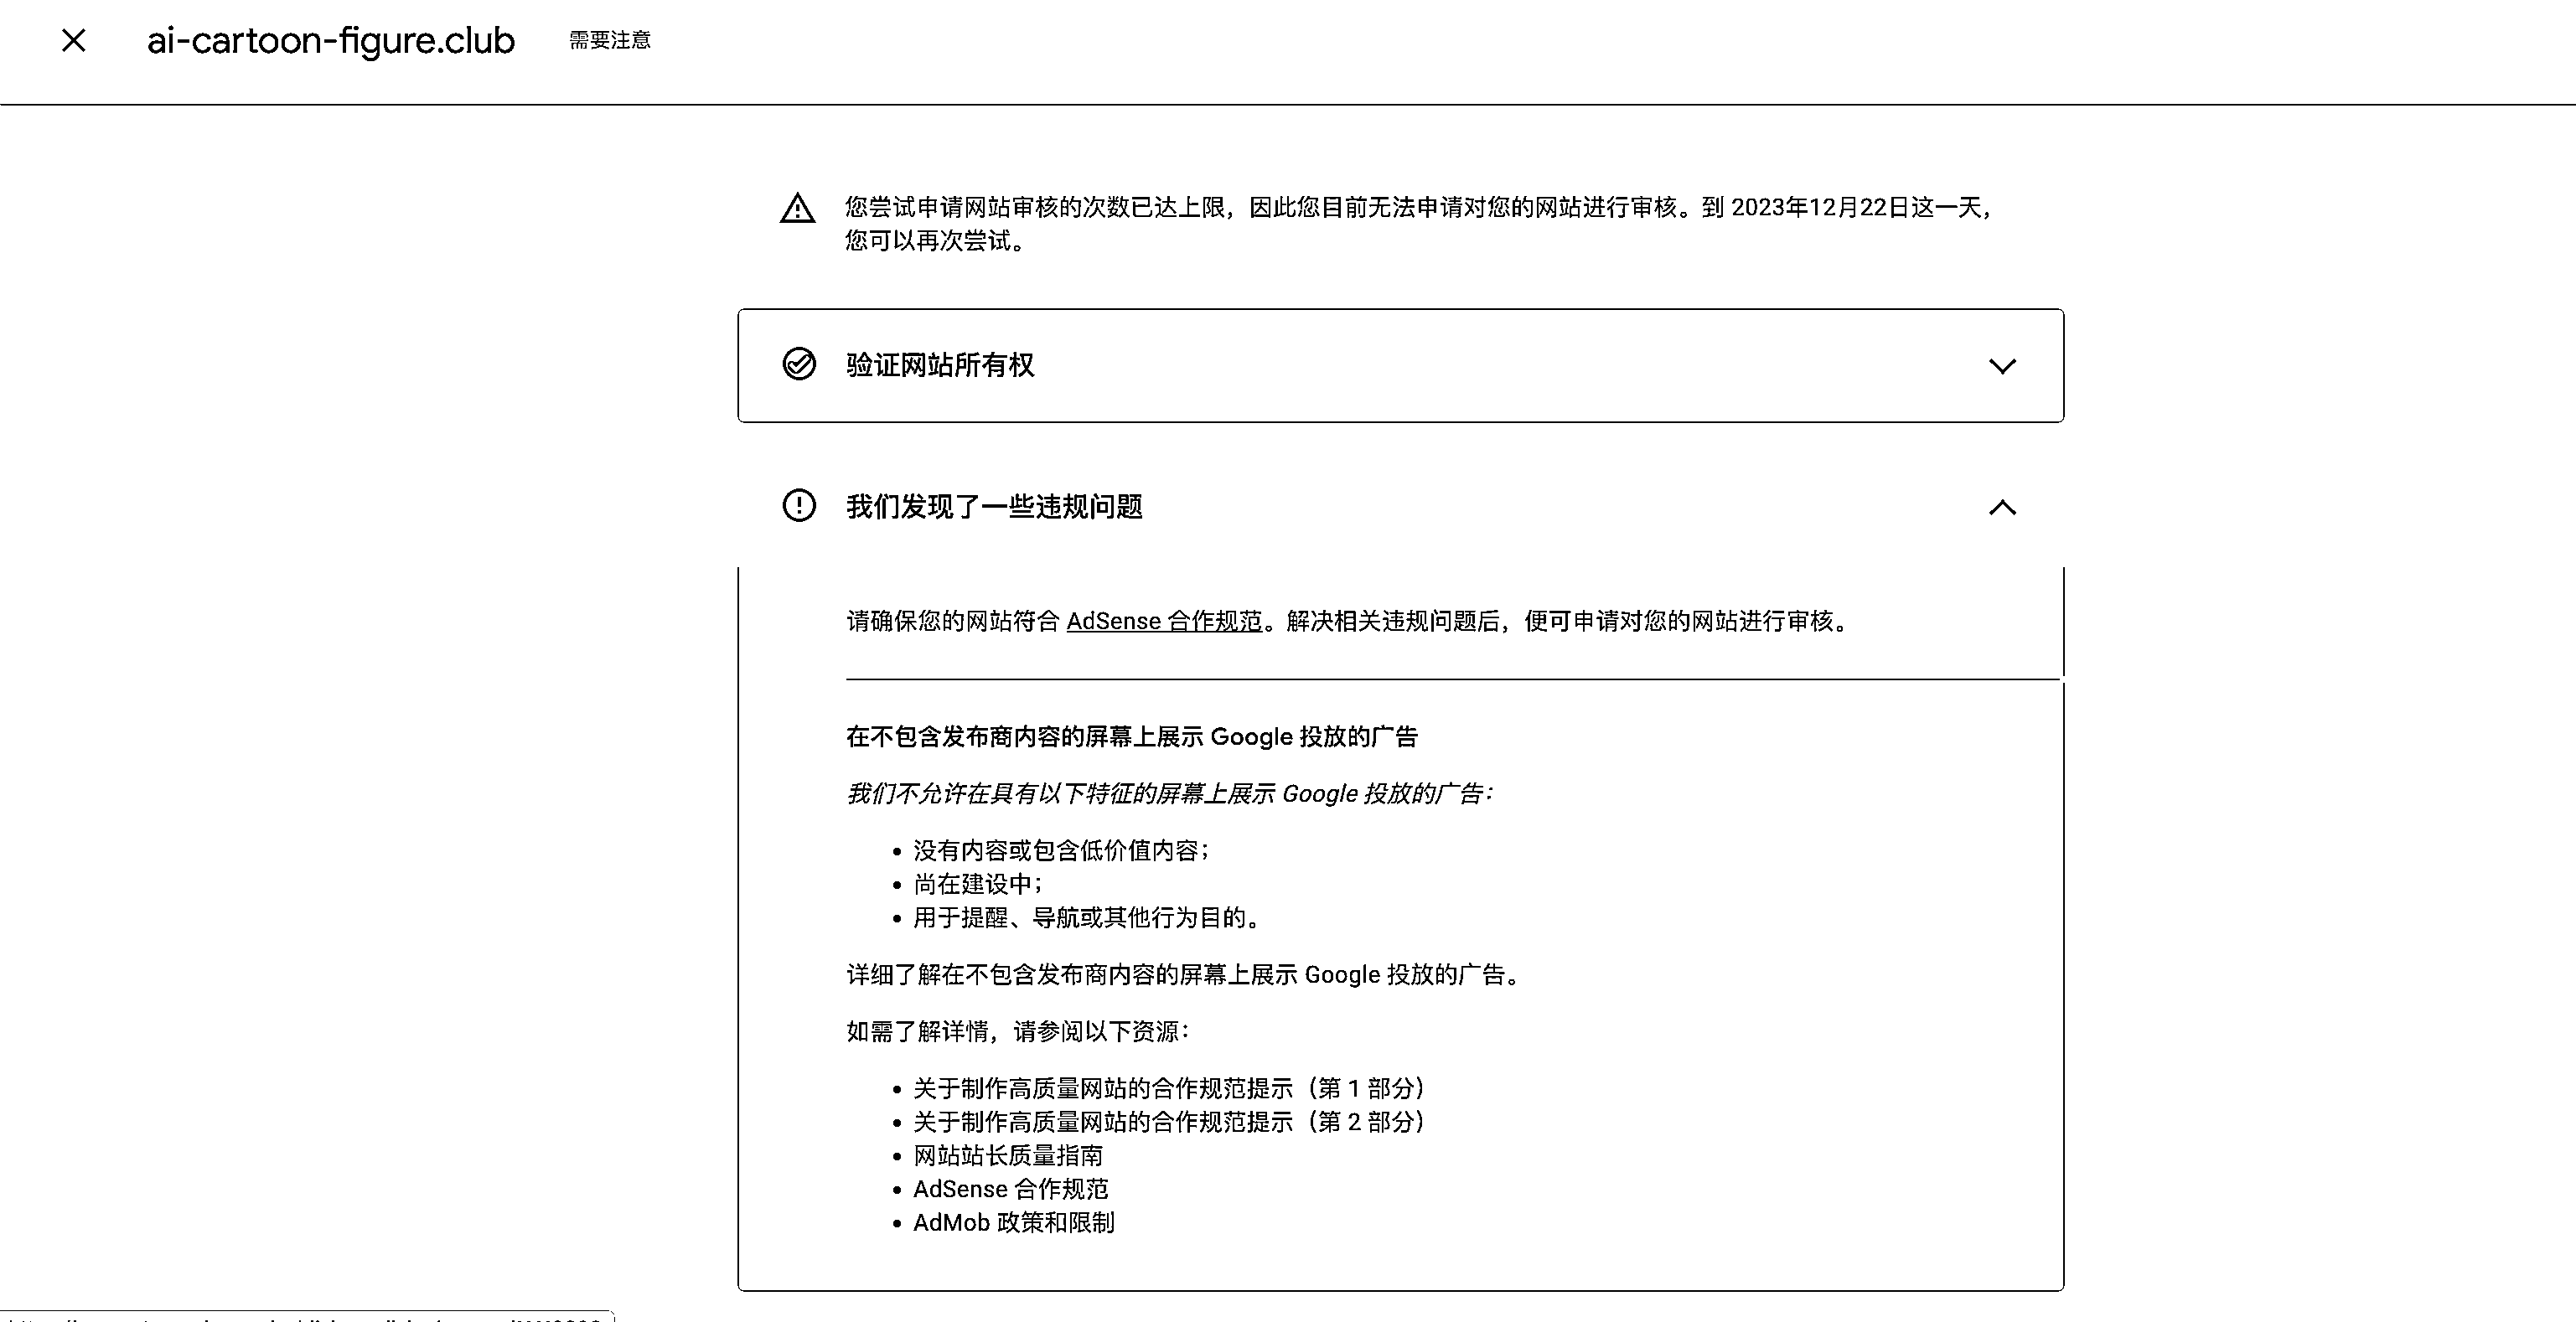 ai-cartoon-figure.club 需要注意
您尝试申请网站审核的次数已达上限，因此您目前无法申请对您的网站进行审核。到 2023年12月22日这一天，
您可以再次尝试。
验证网站所有权
我们发现了一些违规问题
请确保您的网站符合 AdSense 合作规范。解决相关违规问题后，便可申请对您的网站进行审核。
在不包含发布商内容的屏幕上展示 Google 投放的广告
我们不允许在具有以下特征的屏幕上展示 Google 投放的广告：
• 没有内容或包含低价值内容；
• 尚在建设中；
• 用于提醒、导航或其他行为目的。
详细了解在不包含发布商内容的屏幕上展示 Google 投放的广告。
如需了解详情，请参阅以下资源：
• 关于制作高质量网站的合作规范提示（第 1 部分）
• 关于制作高质量网站的合作规范提示（第 2 部分）
• 网站站长质量指南
• AdSense 合作规范
• AdMob 政策和限制